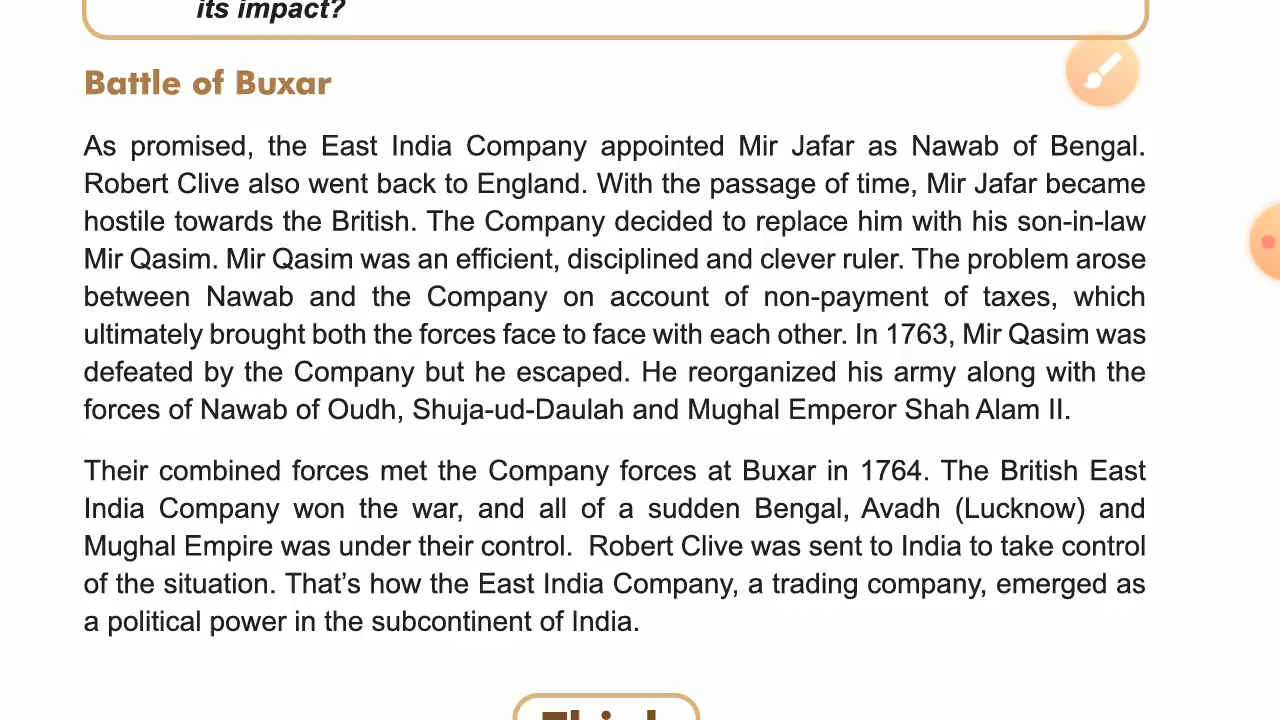 its impact?
Battle of Buxar
As promised, the East India Company appointed Mir Jafar as Nawab of Bengal.
Robert Clive also went back to England. With the passage of time, Mir Jafar became
hostile towards the British. The Company decided to replace him with his son-in-law
Mir Qasim. Mir Qasim was an efficient, disciplined and clever ruler. The problem arose
between Nawab and the Company on account of non-payment of taxes, which
ultimately brought both the forces face to face with each other. In 1763, Mir Qasim was
defeated by the Company but he escaped. He reorganized his army along with the
forces of Nawab of Oudh, Shuja-ud-Daulah and Mughal Emperor Shah Alam II.
Their combined forces met the Company forces at Buxar in 1764. The British East
India Company won the war, and all of a sudden Bengal, Avadh (Lucknow) and
Mughal Empire was under their control. Robert Clive was sent to India to take control
of the situation. That’s how the East India Company, a trading company, emerged as
a political power in the subcontinent of India.